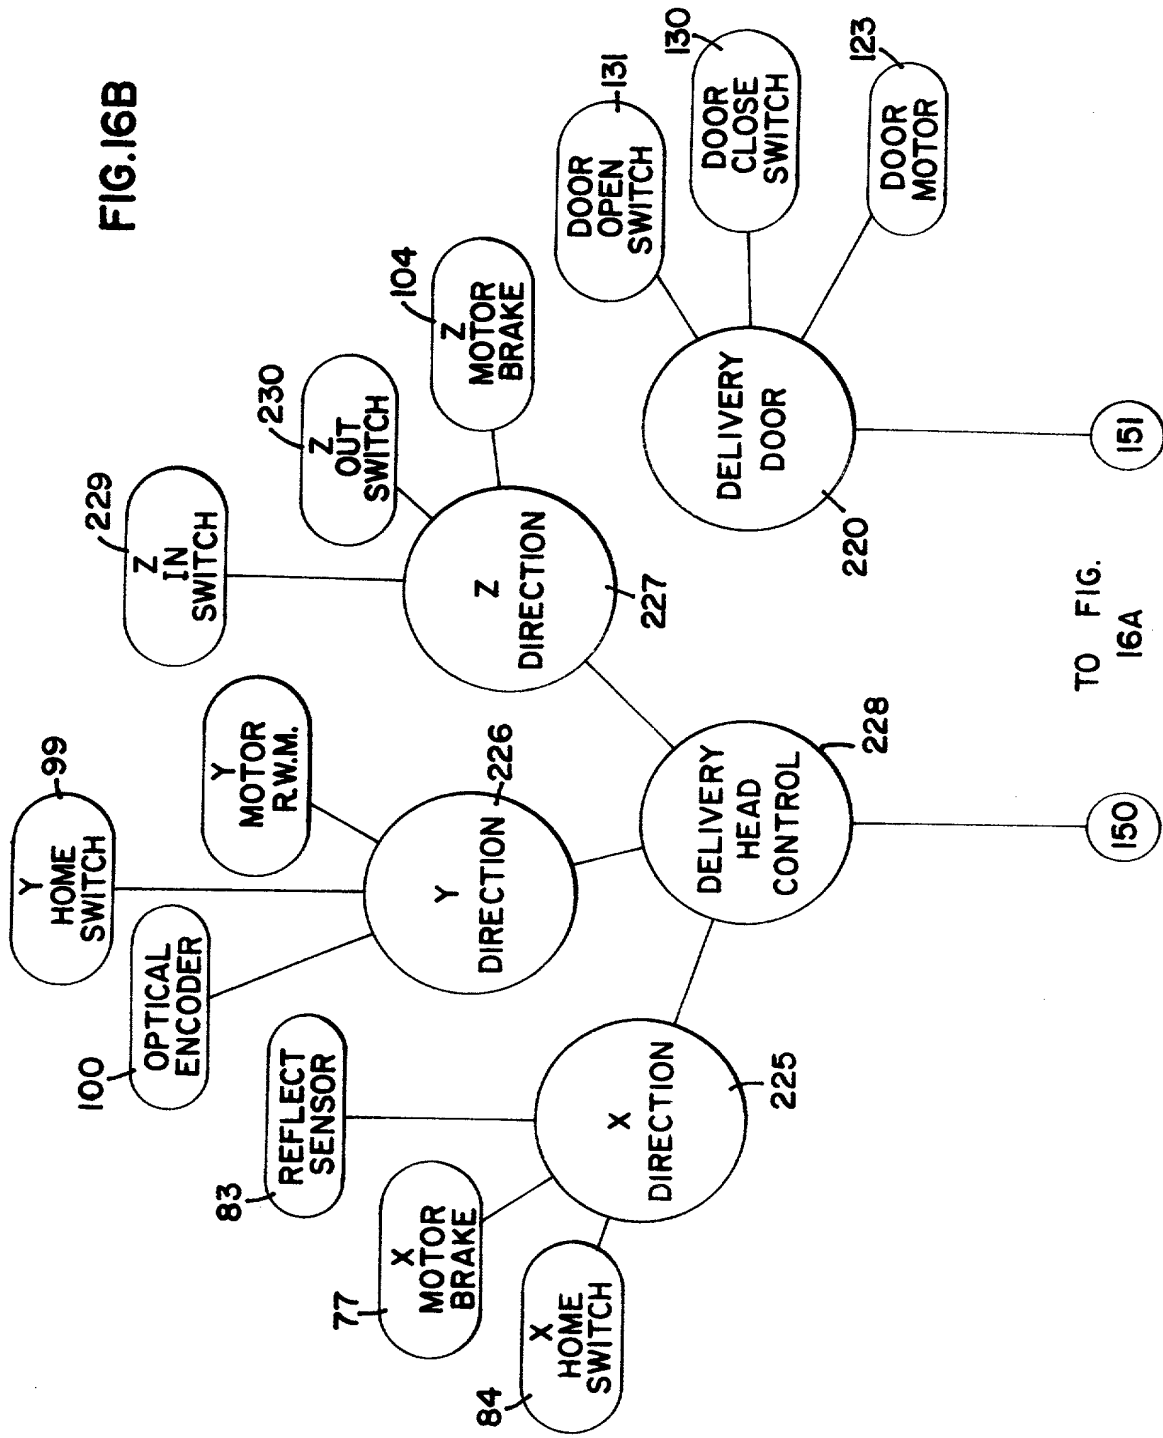 FIG.16B
99
Y
HOME
SWITCH
100
OPTICAL
ENCODER
Y
MOTOR
R.W.M.
229
Z
IN
SWITCH
230
Z
OUT
SWITCH
104
Z
MOTOR
BRAKE
83
REFLECT
SENSOR
77
X
MOTOR
BRAKE
84
X
HOME
SWITCH
Y
DIRECTION
226
Z
DIRECTION
227
X
DIRECTION
225
DELIVERY
HEAD
CONTROL
228
131
DOOR
OPEN
SWITCH
130
DOOR
CLOSE
SWITCH
123
DOOR
MOTOR
DELIVERY
DOOR
220
150
TO FIG.
16A
151